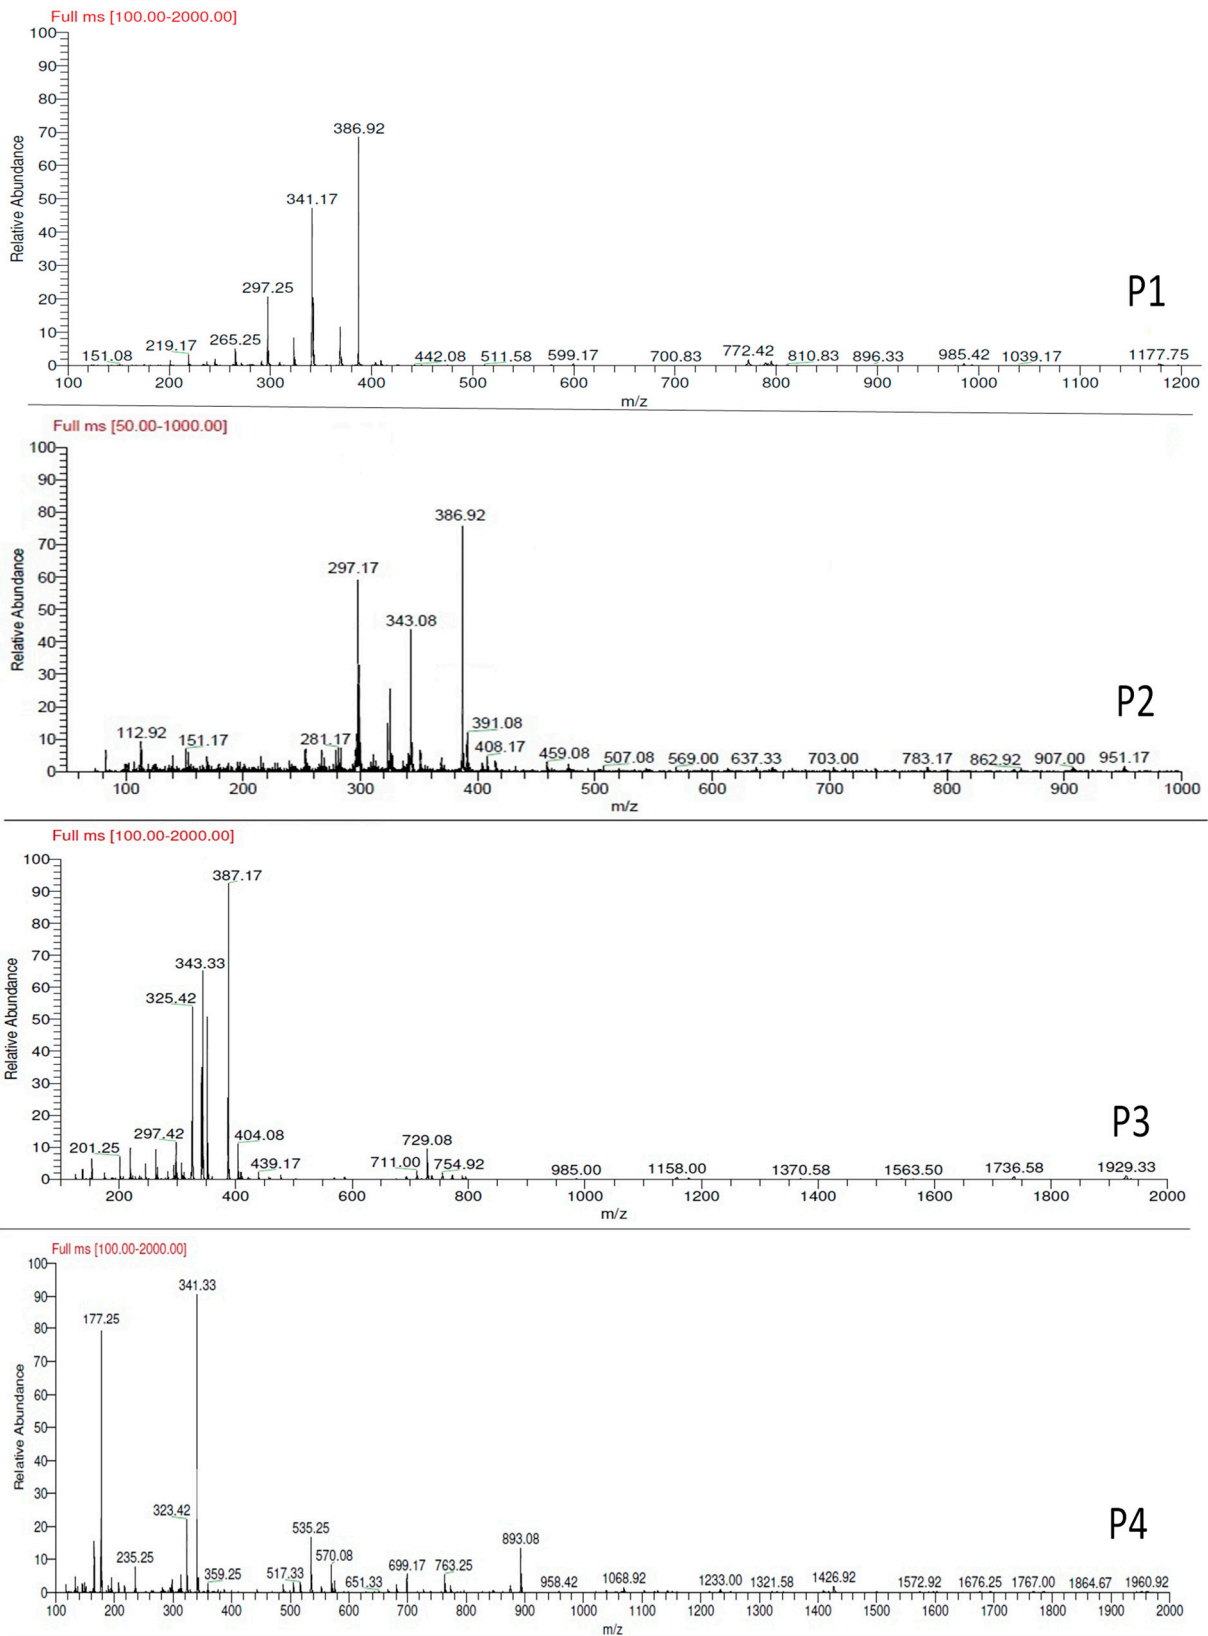 Full ms [100.00-2000.00]
100
90
80
70
60
50
40
30
20
10
0
Relative Abundance
386.92
341.17
297.25
151.08 219.17 265.25 442.08 511.58 599.17 700.83 772.42 810.83 896.33 985.42 1039.17 1177.75
P1
100 200 300 400 500 600 700 800 900 1000 1100 1200
m/z
Full ms [50.00-1000.00]
100
90
80
70
60
50
40
30
20
10
0
Relative Abundance
386.92
297.17
343.08
112.92 151.17 281.17 391.08 408.17 459.08 507.08 569.00 637.33 703.00 783.17 862.92 907.00 951.17
P2
100 200 300 400 500 600 700 800 900 1000
m/z
Full ms [100.00-2000.00]
100
90
80
70
60
50
40
30
20
10
0
Relative Abundance
387.17
343.33
325.42
201.25 297.42 404.08 439.17 711.00 729.08 754.92 985.00 1158.00 1370.58 1563.50 1736.58 1929.33
P3
200 400 600 800 1000 1200 1400 1600 1800 2000
m/z
Full ms [100.00-2000.00]
100
90
80
70
60
50
40
30
20
10
0
Relative Abundance
341.33
177.25
323.42
235.25 359.25 517.33 535.25 570.08 651.33 699.17 763.25 893.08 958.42 1068.92 1233.00 1321.58 1426.92 1572.92 1676.25 1767.00 1864.67 1960.92
P4
100 200 300 400 500 600 700 800 900 1000 1100 1200 1300 1400 1500 1600 1700 1800 1900 2000
m/z